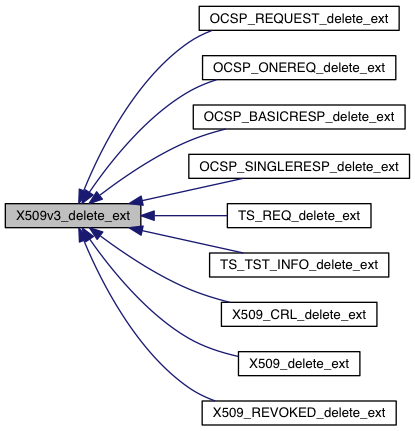 OCSP_REQUEST_delete_ext
OCSP_ONEREQ_delete_ext
OCSP_BASICRESP_delete_ext
OCSP_SINGLERESP_delete_ext
X509v3_delete_ext
TS_REQ_delete_ext
TS_TST_INFO_delete_ext
X509_CRL_delete_ext
X509_delete_ext
X509_REVOKED_delete_ext